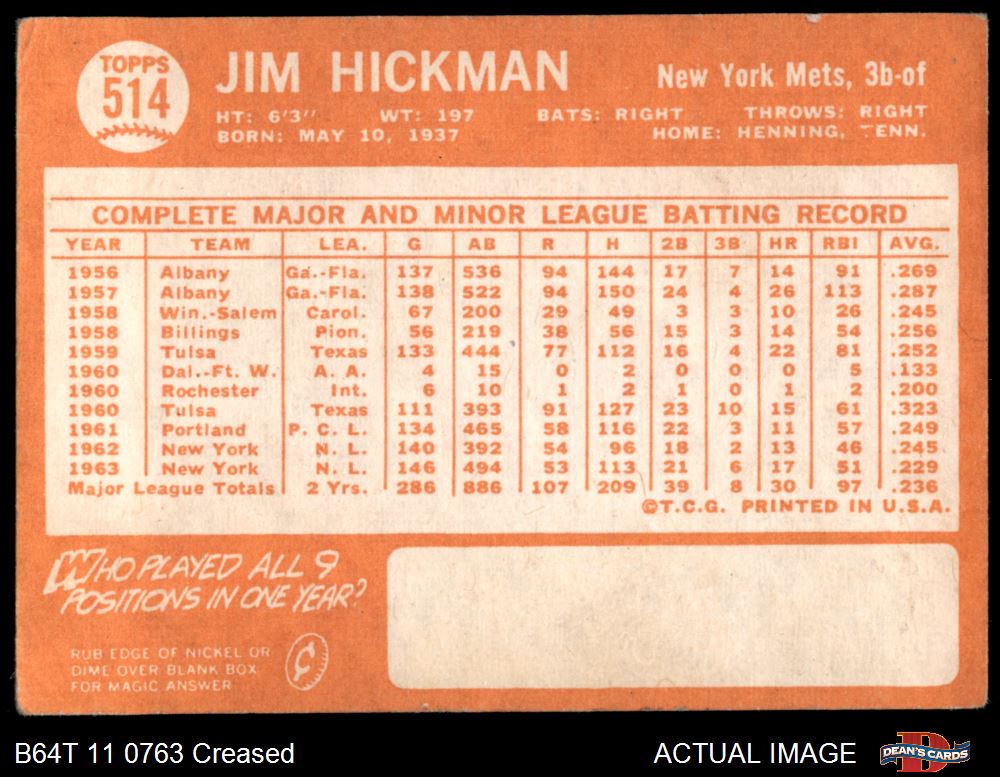 TOPPS
514
JIM HICKMAN
New York Mets, 3b-of
HT: 6'3" WT: 197 BATS: RIGHT THROWS: RIGHT
BORN: MAY 10, 1937 HOME: HENNING, TENN.
COMPLETE MAJOR AND MINOR LEAGUE BATTING RECORD
YEAR TEAM LEA. G AB R H 2B 3B HR RBI AVG.
1956 Albany Ga.-Fla. 137 536 94 144 17 7 14 91 .269
1957 Albany Ga.-Fla. 138 522 94 150 24 4 26 113 .287
1958 Win.-Salem Carol. 67 200 29 49 3 3 10 26 .245
1958 Billings Pion. 56 219 38 56 15 3 14 54 .256
1959 Tulsa Texas 133 444 77 112 16 4 22 81 .252
1960 Dal.-Ft. W. A. A. 4 15 0 2 0 0 0 5 .133
1960 Rochester Int. 6 10 1 2 1 0 1 2 .200
1960 Tulsa Texas 111 393 91 127 23 10 15 61 .323
1961 Portland P. C. L. 134 465 58 116 22 3 11 57 .249
1962 New York N. L. 140 392 54 96 18 2 13 46 .245
1963 New York N. L. 146 494 53 113 21 6 17 51 .229
Major League Totals 2 Yrs. 286 886 107 209 39 8 30 97 .236
©T.C.G. PRINTED IN U.S.A.
WHO PLAYED ALL 9
POSITIONS IN ONE YEAR?
RUB EDGE OF NICKEL OR
DIME OVER BLANK BOX
FOR MAGIC ANSWER
¢
B64T 11 0763 Creased
ACTUAL IMAGE
DEAN'S CARDS